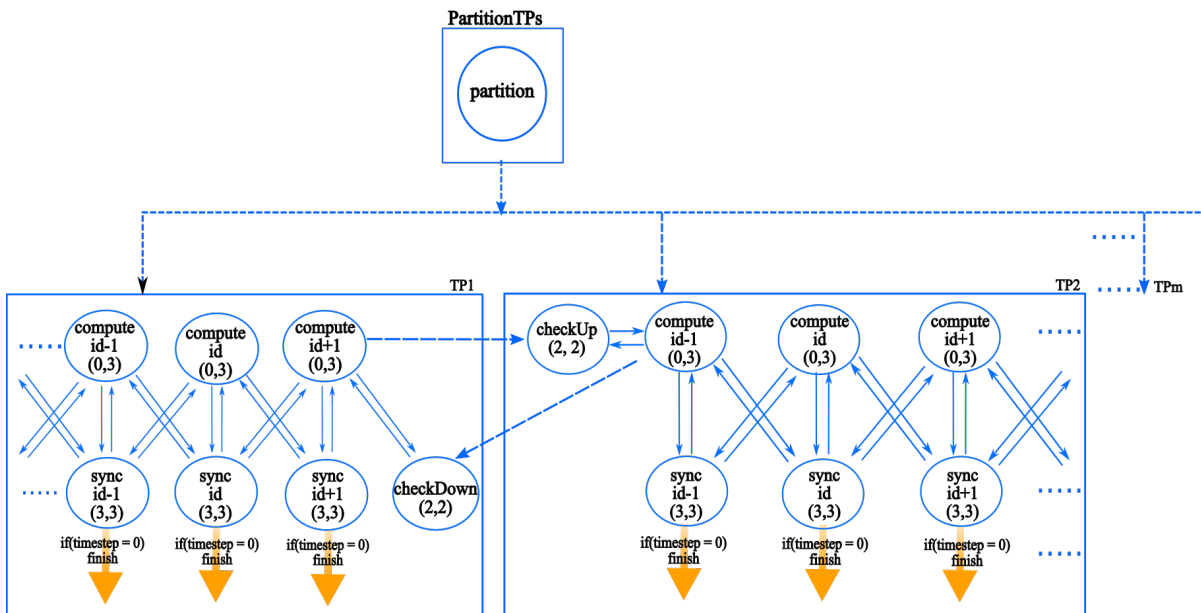 PartitionTPs
partition
TP1
TP2
TPm
compute
id-1
(0,3)
compute
id
(0,3)
compute
id+1
(0,3)
checkUp
(2, 2)
compute
id-1
(0,3)
compute
id
(0,3)
compute
id+1
(0,3)
sync
id-1
(3,3)
sync
id
(3,3)
sync
id+1
(3,3)
checkDown
(2,2)
sync
id-1
(3,3)
sync
id
(3,3)
sync
id+1
(3,3)
if(timestep = 0)
finish
if(timestep = 0)
finish
if(timestep = 0)
finish
if(timestep = 0)
finish
if(timestep = 0)
finish
if(timestep = 0)
finish